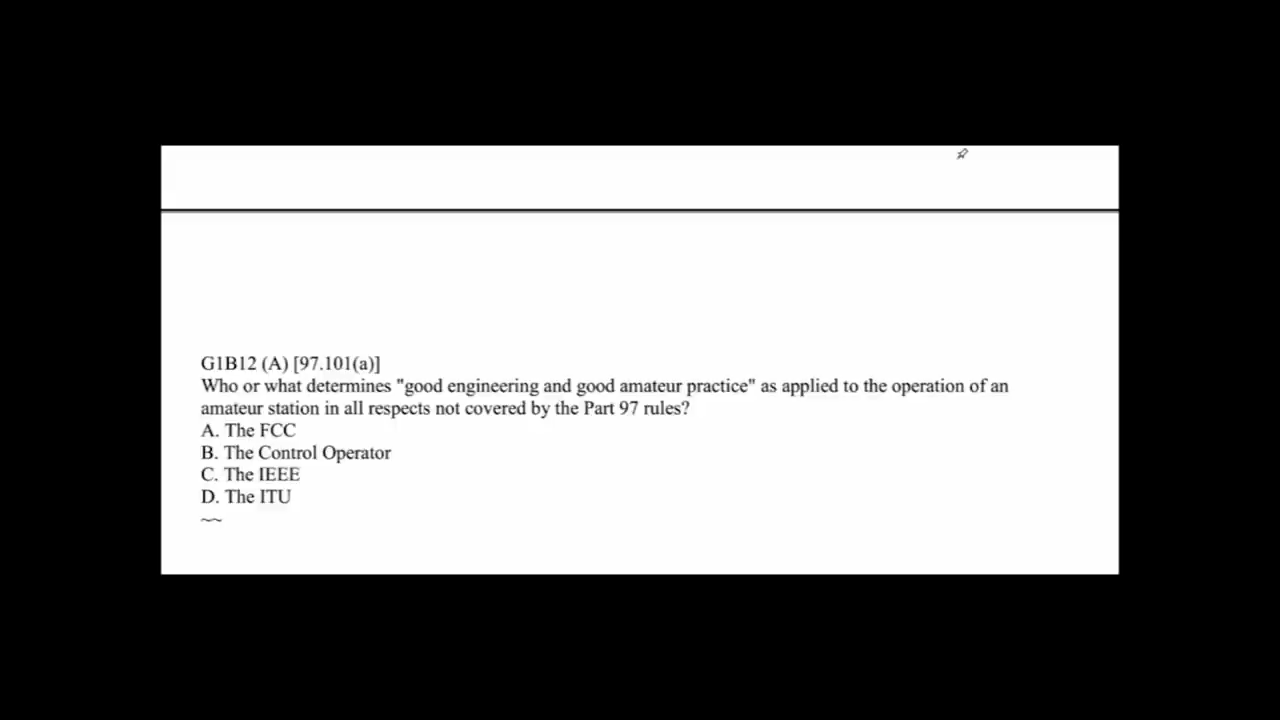 G1B12 (A) [97.101(a)]
Who or what determines "good engineering and good amateur practice" as applied to the operation of an
amateur station in all respects not covered by the Part 97 rules?
A. The FCC
B. The Control Operator
C. The IEEE
D. The ITU
~~